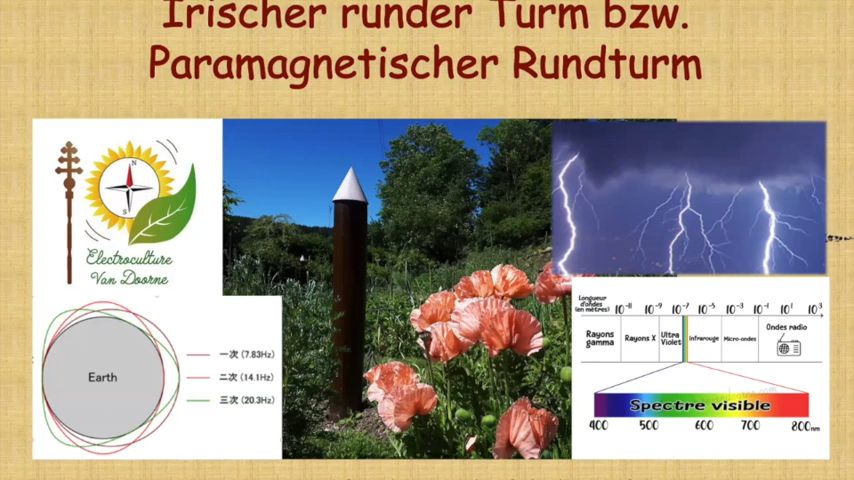 Irischer runder Turm bzw.
Paramagnetischer Rundturm
N
S
Electroculture
Van Doorne
Earth
一次 (7.83Hz)
二次 (14.1Hz)
三次 (20.3Hz)
Longueur
d'ondes
(en mètres)
10⁻¹¹ 10⁻⁹ 10⁻⁷ 10⁻⁵ 10⁻³ 10⁻¹ 10¹ 10³
Rayons
gamma
Rayons X
Ultra
Violet
Infrarouge
Micro-ondes
Ondes radio
Spectre visible
400 500 600 700 800nm